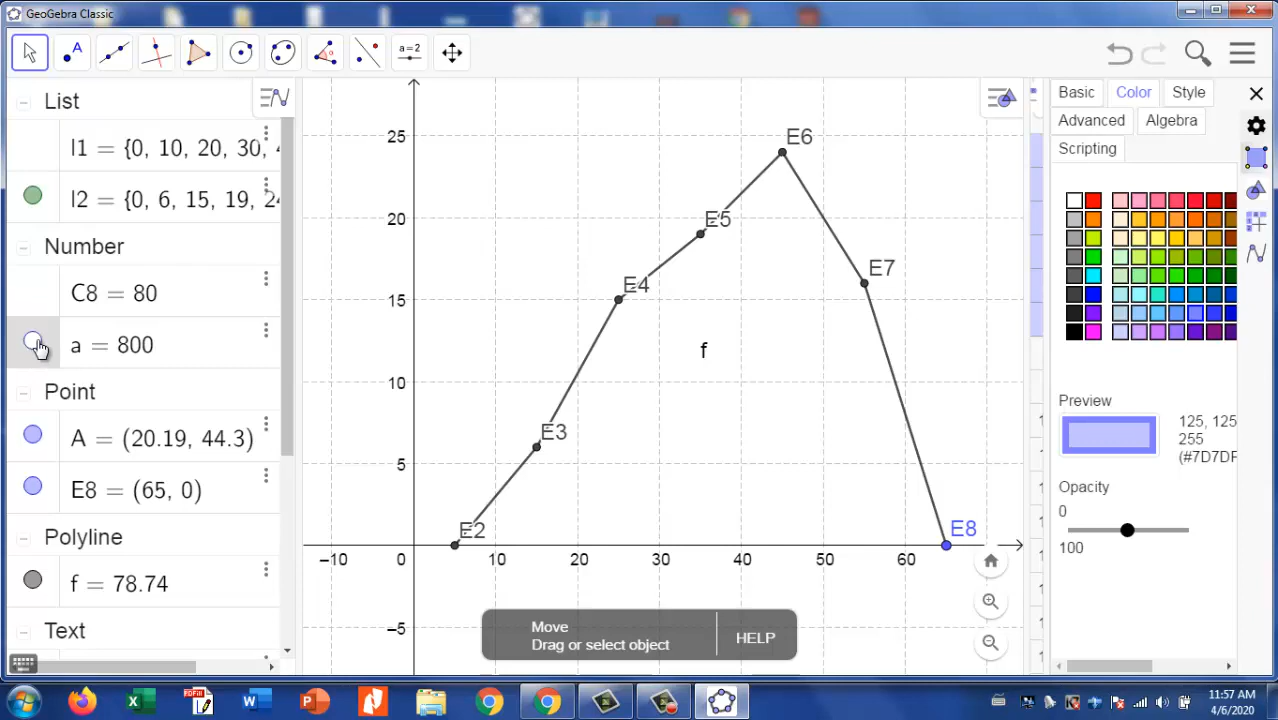 GeoGebra Classic
a=2
List
l1 = {0, 10, 20, 30,
l2 = {0, 6, 15, 19, 2
Number
C8 = 80
a = 800
Point
A = (20.19, 44.3)
E8 = (65, 0)
Polyline
f = 78.74
Text
25
20
15
10
5
−5
−10
0
10
20
30
40
50
60
E2
E3
E4
E5
E6
E7
E8
f
Move
Drag or select object
HELP
Basic
Color
Style
Advanced
Algebra
Scripting
Preview
125, 125
255
(#7D7DF
Opacity
0
100
11:57 AM
4/6/2020